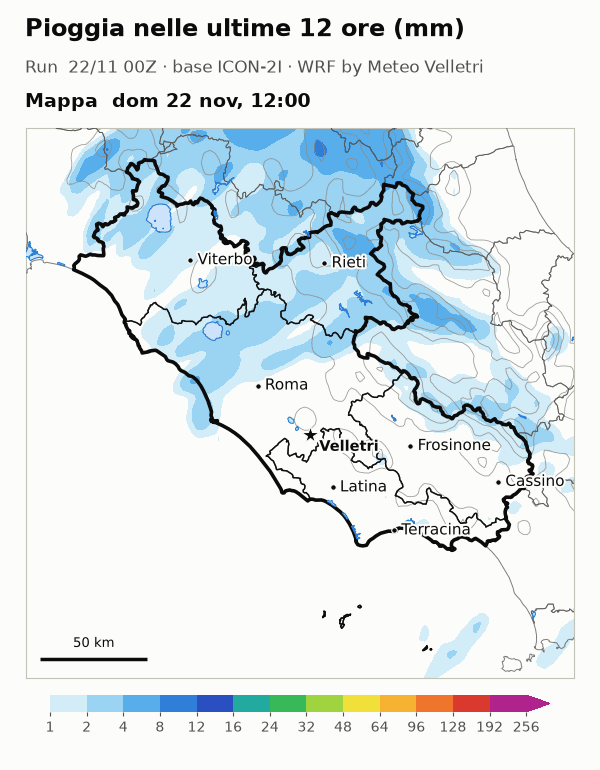 Pioggia nelle ultime 12 ore (mm)
Run 22/11 00Z · base ICON-2I · WRF by Meteo Velletri
Mappa dom 22 nov, 12:00
Viterbo
Rieti
Roma
Velletri
Frosinone
Latina
Cassino
Terracina
50 km
1 2 4 8 12 16 24 32 48 64 96 128 192 256